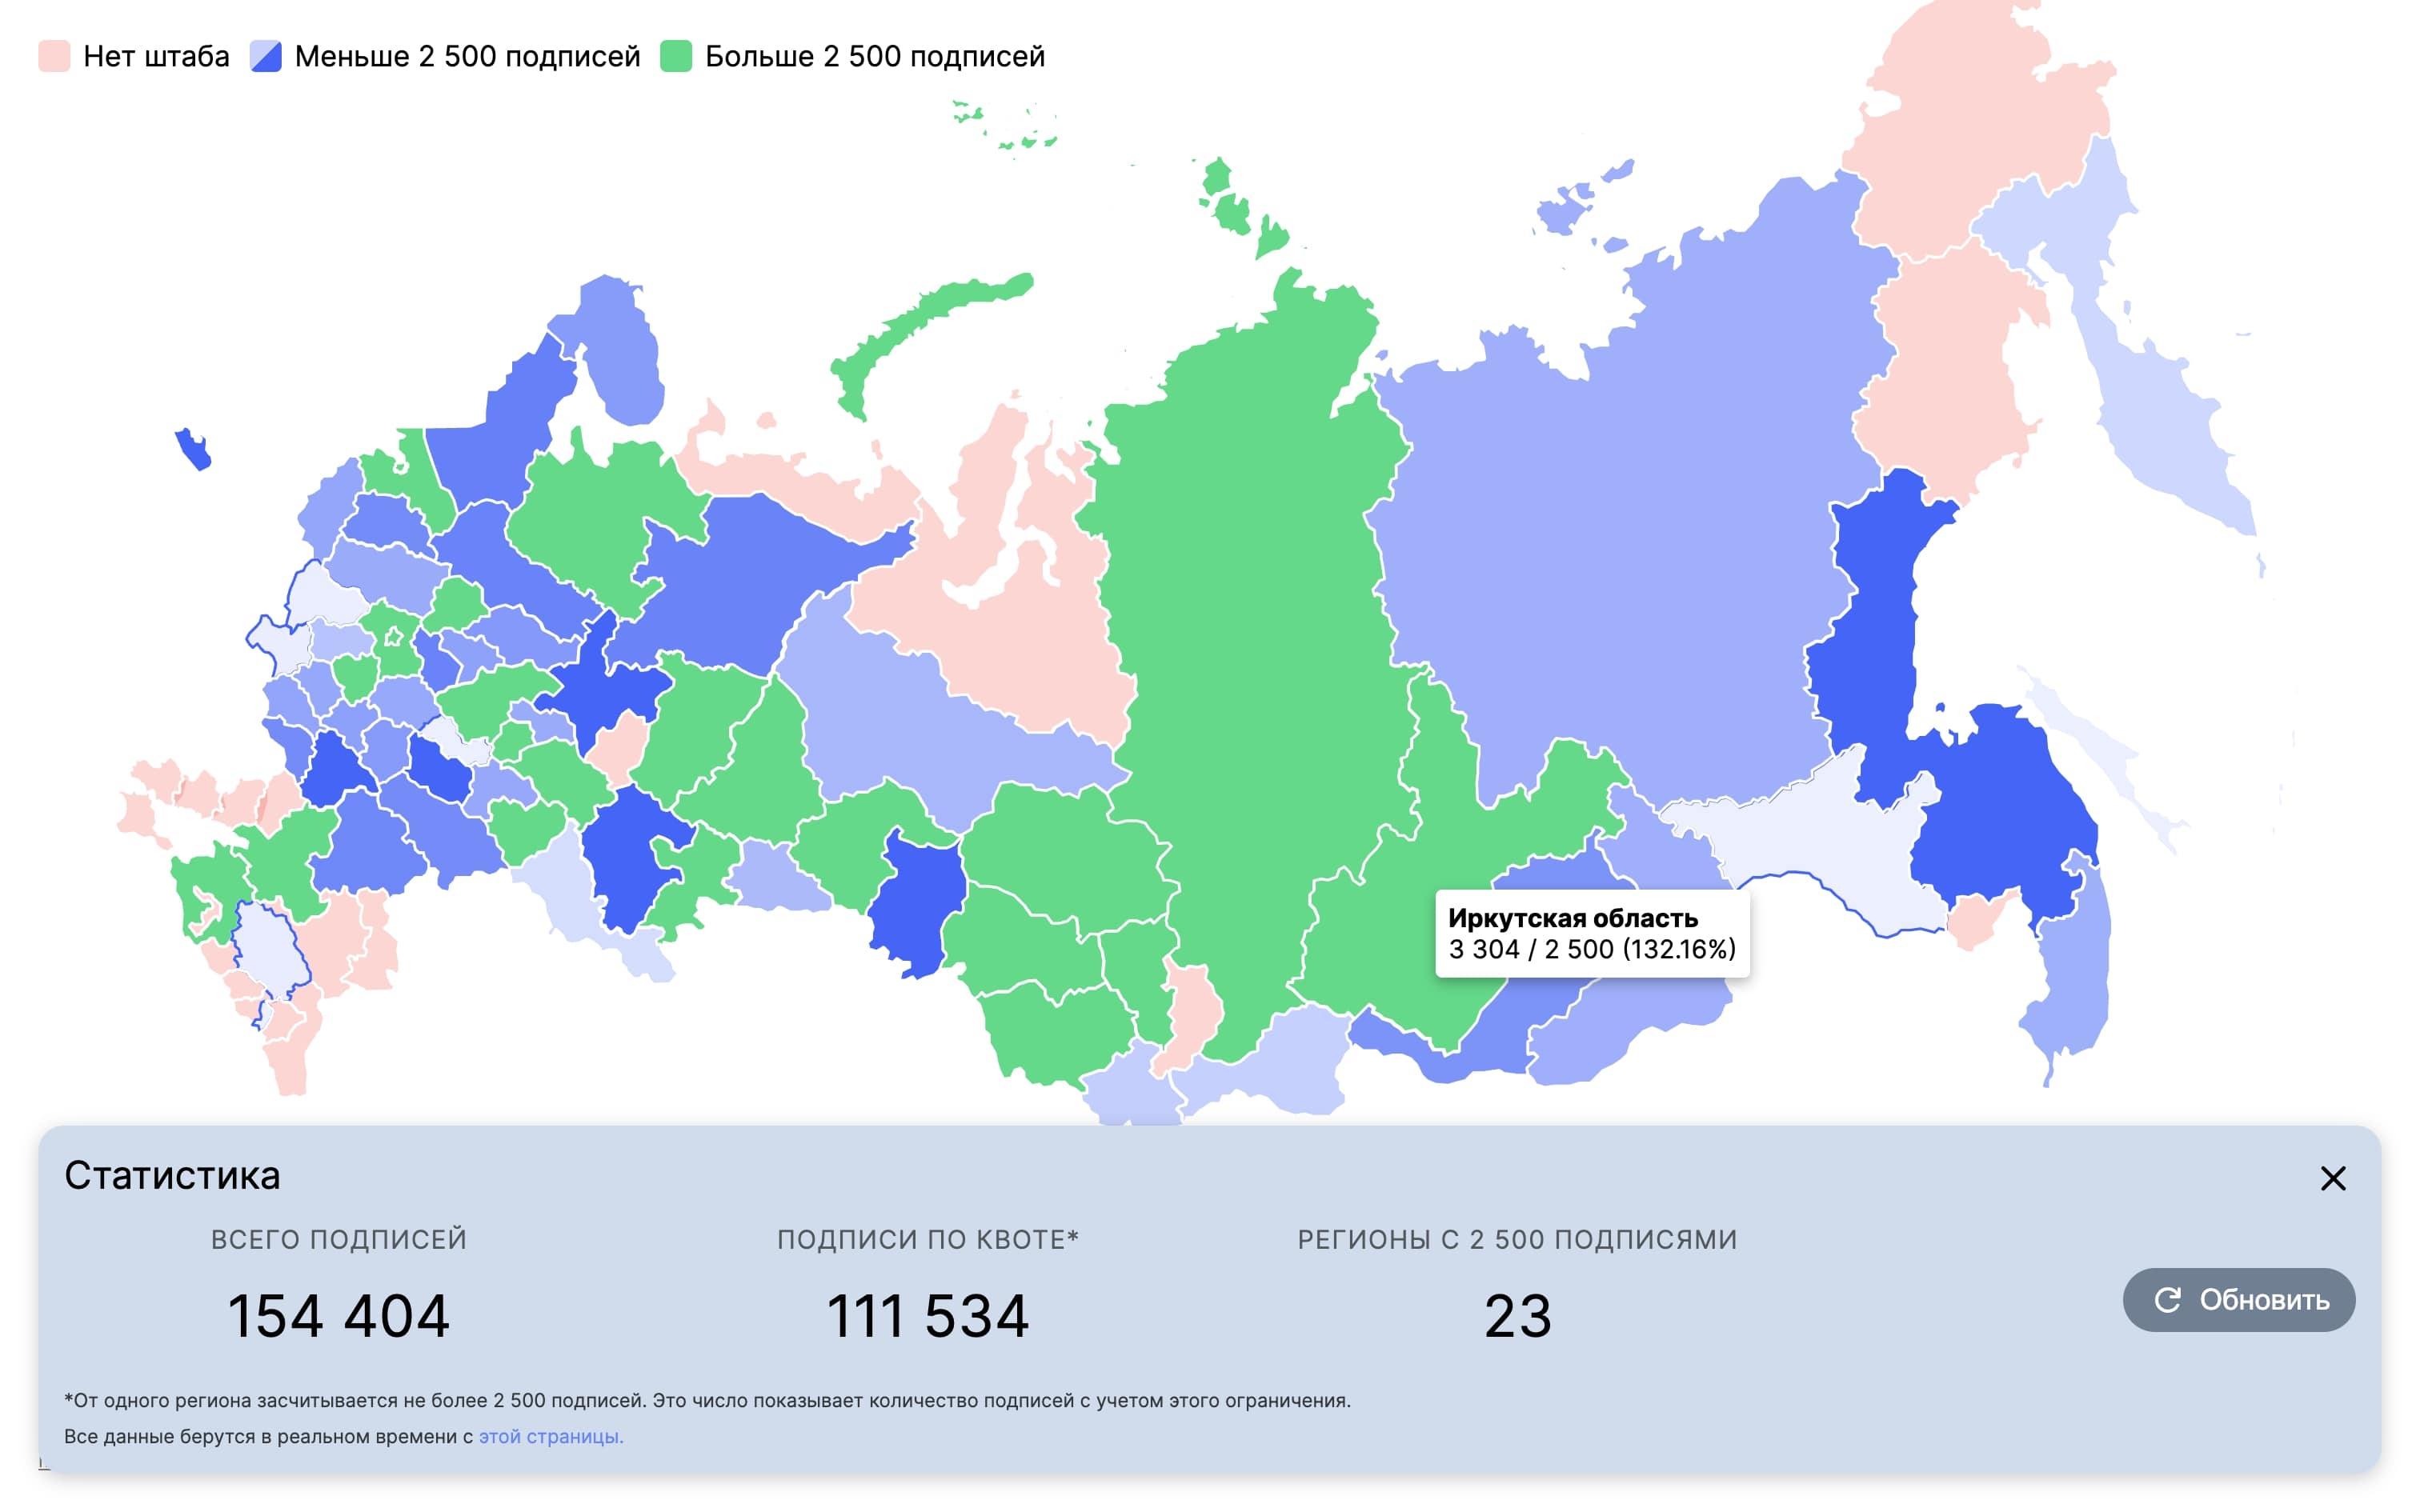 Нет штаба
Меньше 2 500 подписей
Больше 2 500 подписей
Иркутская область
3 304 / 2 500 (132.16%)
Статистика
ВСЕГО ПОДПИСЕЙ
154 404
ПОДПИСИ ПО КВОТЕ*
111 534
РЕГИОНЫ С 2 500 ПОДПИСЯМИ
23
Обновить
*От одного региона засчитывается не более 2 500 подписей. Это число показывает количество подписей с учетом этого ограничения.
Все данные берутся в реальном времени с этой страницы.